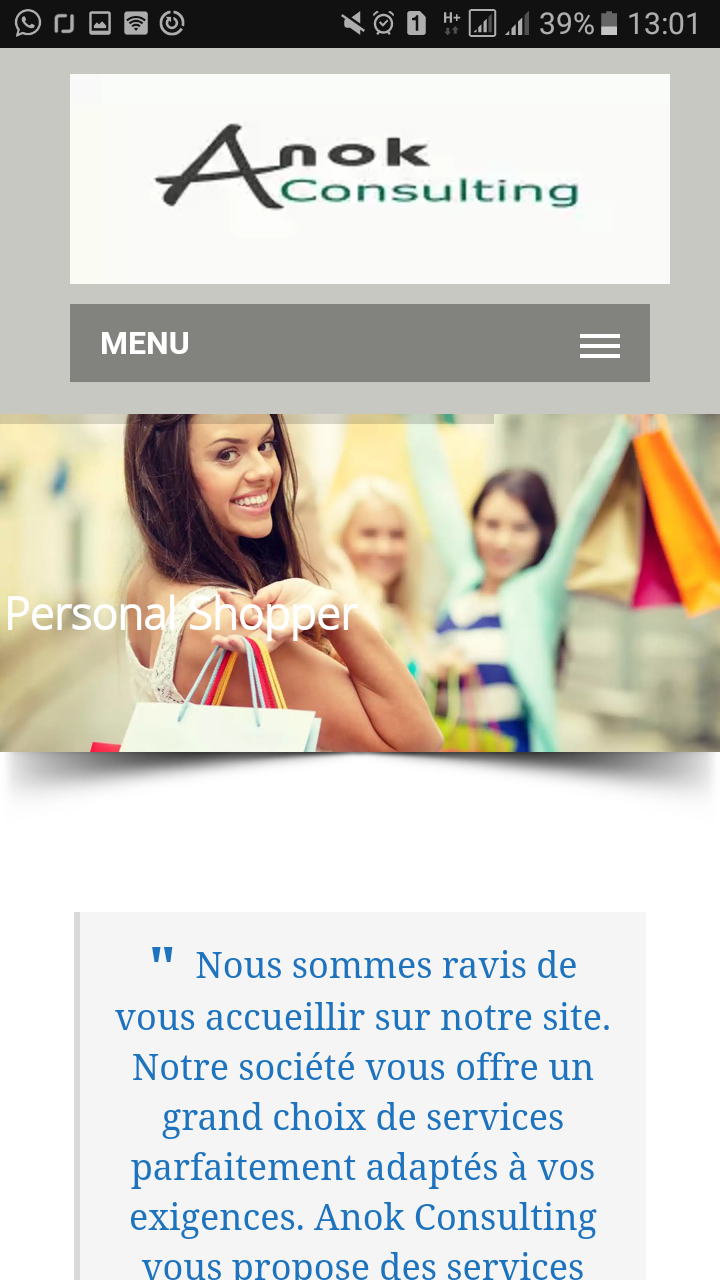 1 H+ 39% 13:01
Anok
Consulting
MENU
Personal Shopper
" Nous sommes ravis de
vous accueillir sur notre site.
Notre société vous offre un
grand choix de services
parfaitement adaptés à vos
exigences. Anok Consulting
vous propose des services